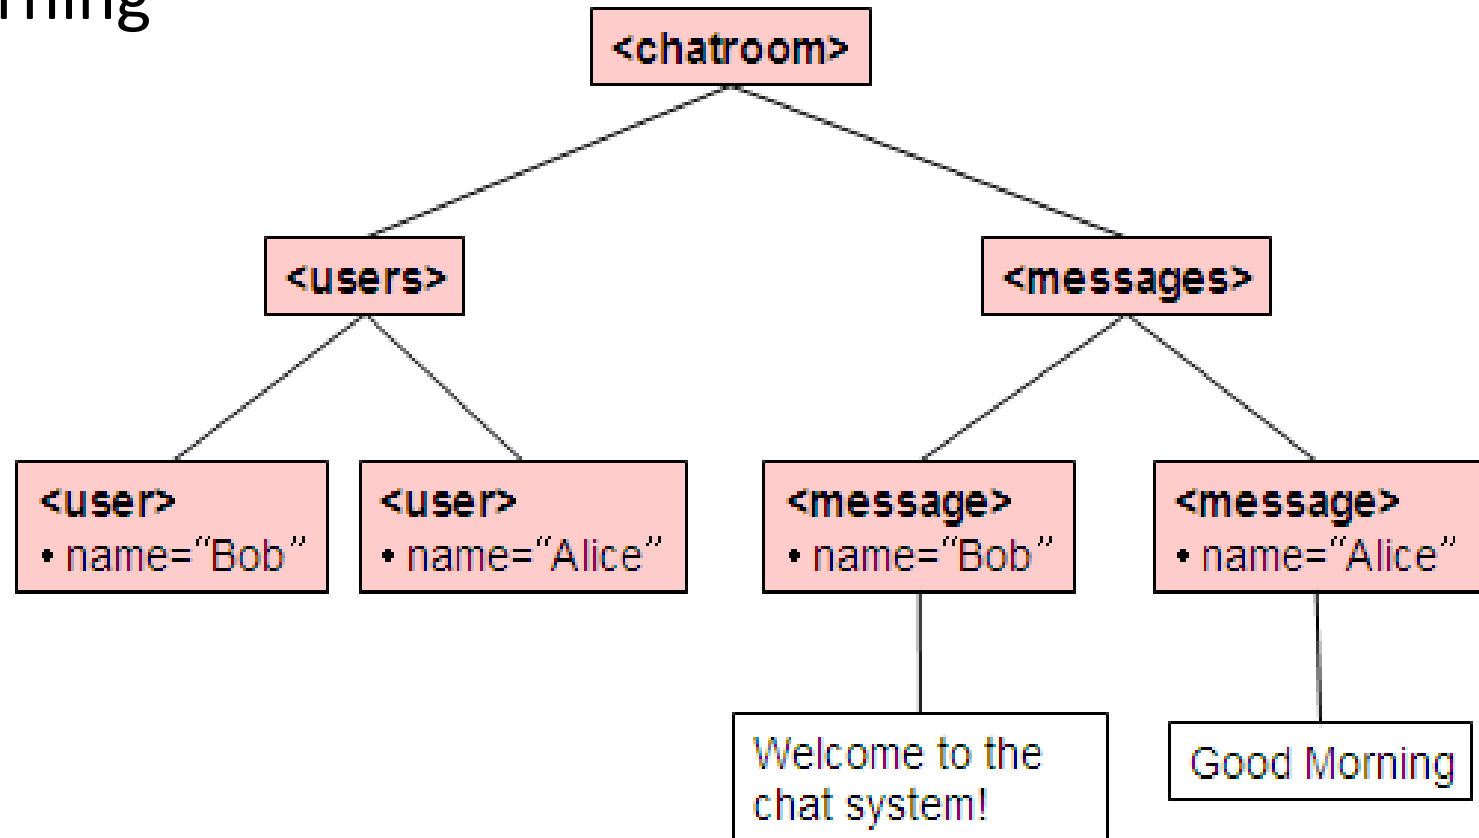 <chatroom>
<users>
<messages>
<user>
• name=“Bob”
<user>
• name=“Alice”
<message>
• name=“Bob”
<message>
• name=“Alice”
Welcome to the
chat system!
Good Morning